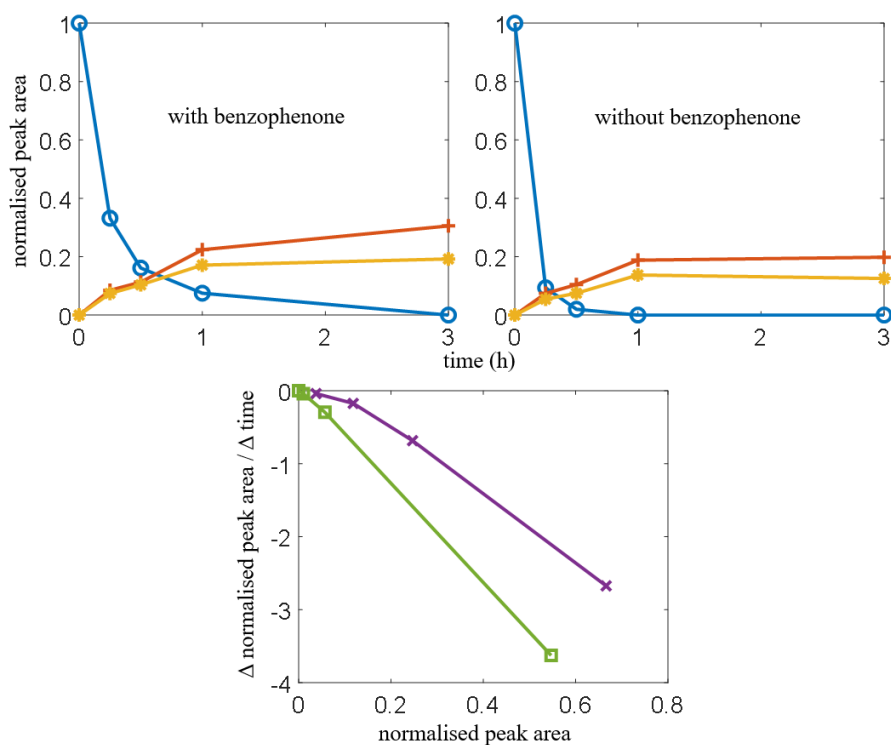 1
0.8
0.6
0.4
0.2
0
normalised peak area
with benzophenone
0 1 2 3
1
0.8
0.6
0.4
0.2
0
without benzophenone
0 1 2 3
time (h)
0
-1
-2
-3
-4
Δ normalised peak area / Δ time
0 0.2 0.4 0.6 0.8
normalised peak area